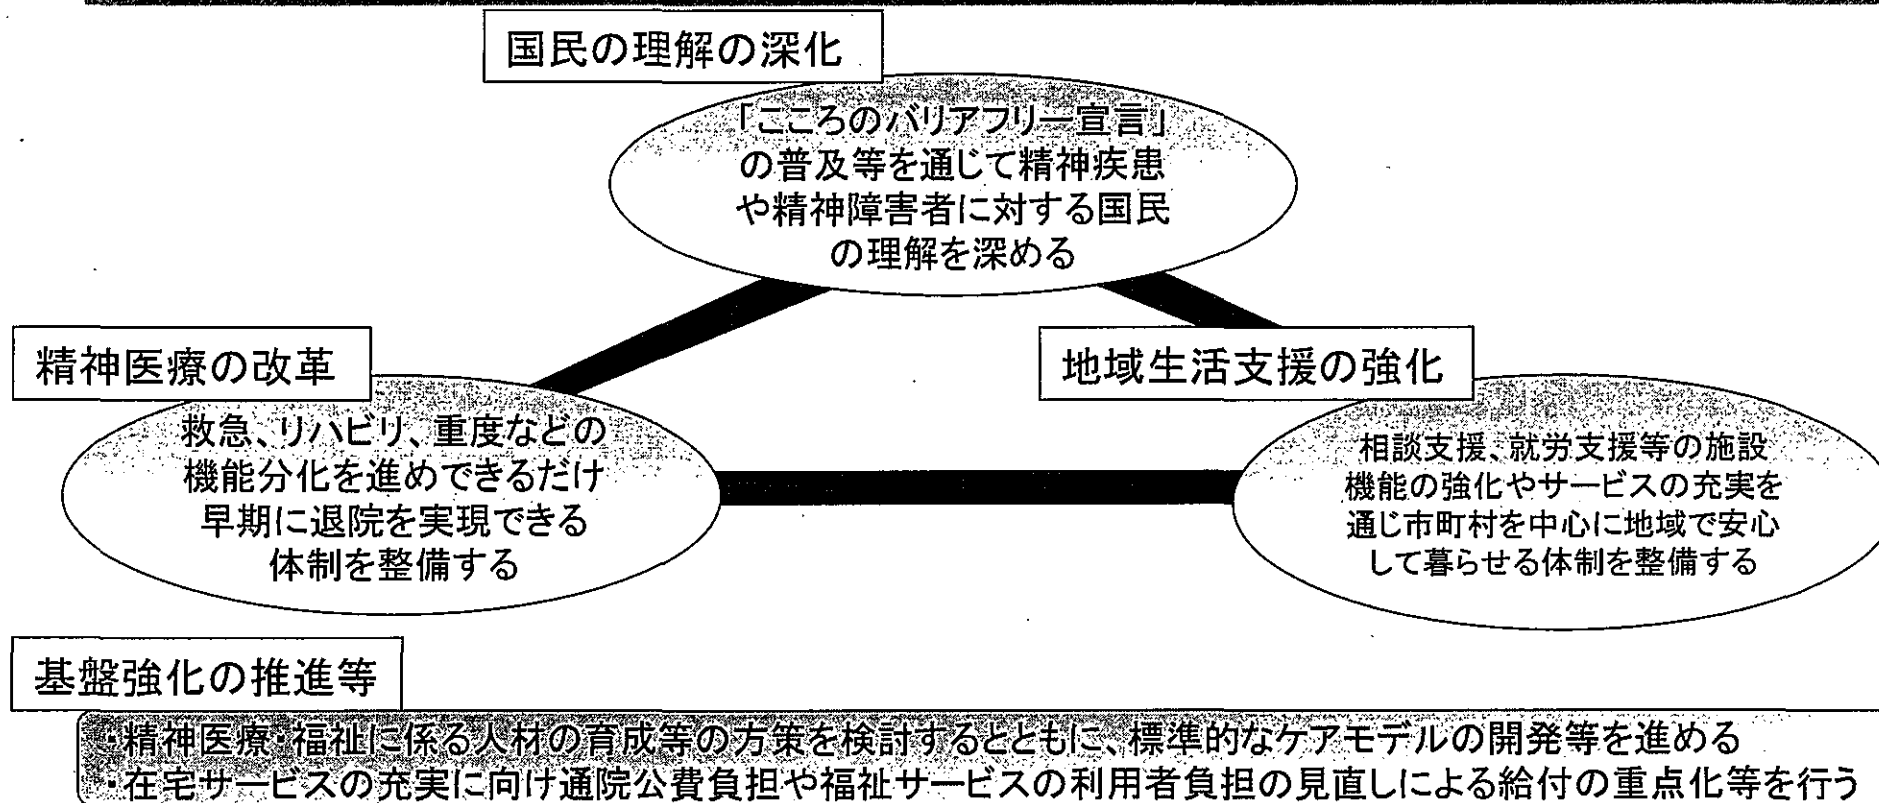 国民の理解の深化
「こころのバリアフリー宣言」
の普及等を通じて精神疾患
や精神障害者に対する国民
の理解を深める
精神医療の改革
救急、リハビリ、重度などの
機能分化を進めできるだけ
早期に退院を実現できる
体制を整備する
地域生活支援の強化
相談支援、就労支援等の施設
機能の強化やサービスの充実を
通じ市町村を中心に地域で安心
して暮らせる体制を整備する
基盤強化の推進等
・精神医療・福祉に係る人材の育成等の方策を検討するとともに、標準的なケアモデルの開発等を進める
・在宅サービスの充実に向け通院公費負担や福祉サービスの利用者負担の見直しによる給付の重点化等を行う